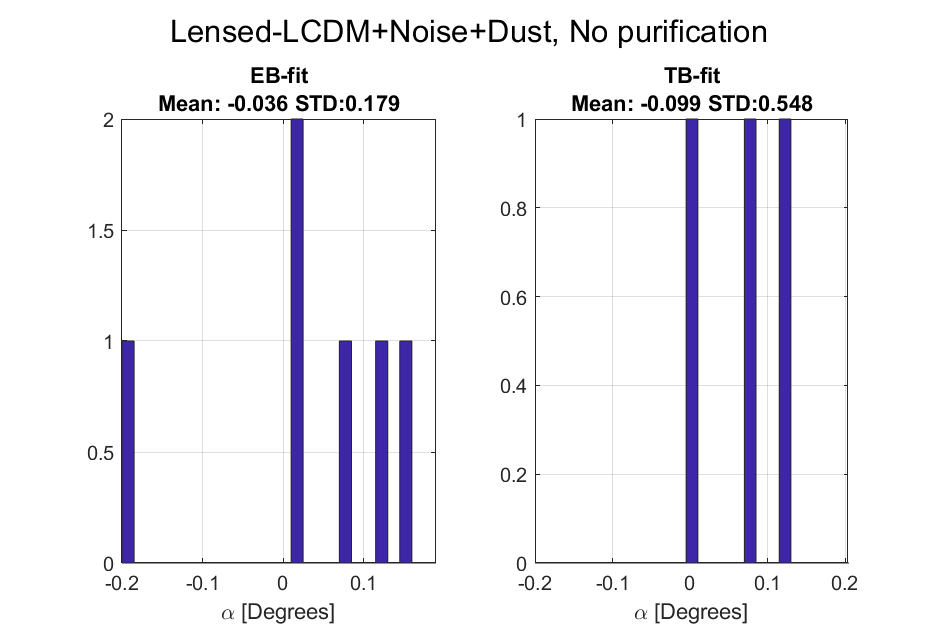 Lensed-LCDM+Noise+Dust, No purification
EB-fit
Mean: -0.036 STD:0.179
2
1.5
1
0.5
0
-0.2
-0.1
0
0.1
α [Degrees]
TB-fit
Mean: -0.099 STD:0.548
1
0.8
0.6
0.4
0.2
0
-0.2
-0.1
0
0.1
0.2
α [Degrees]